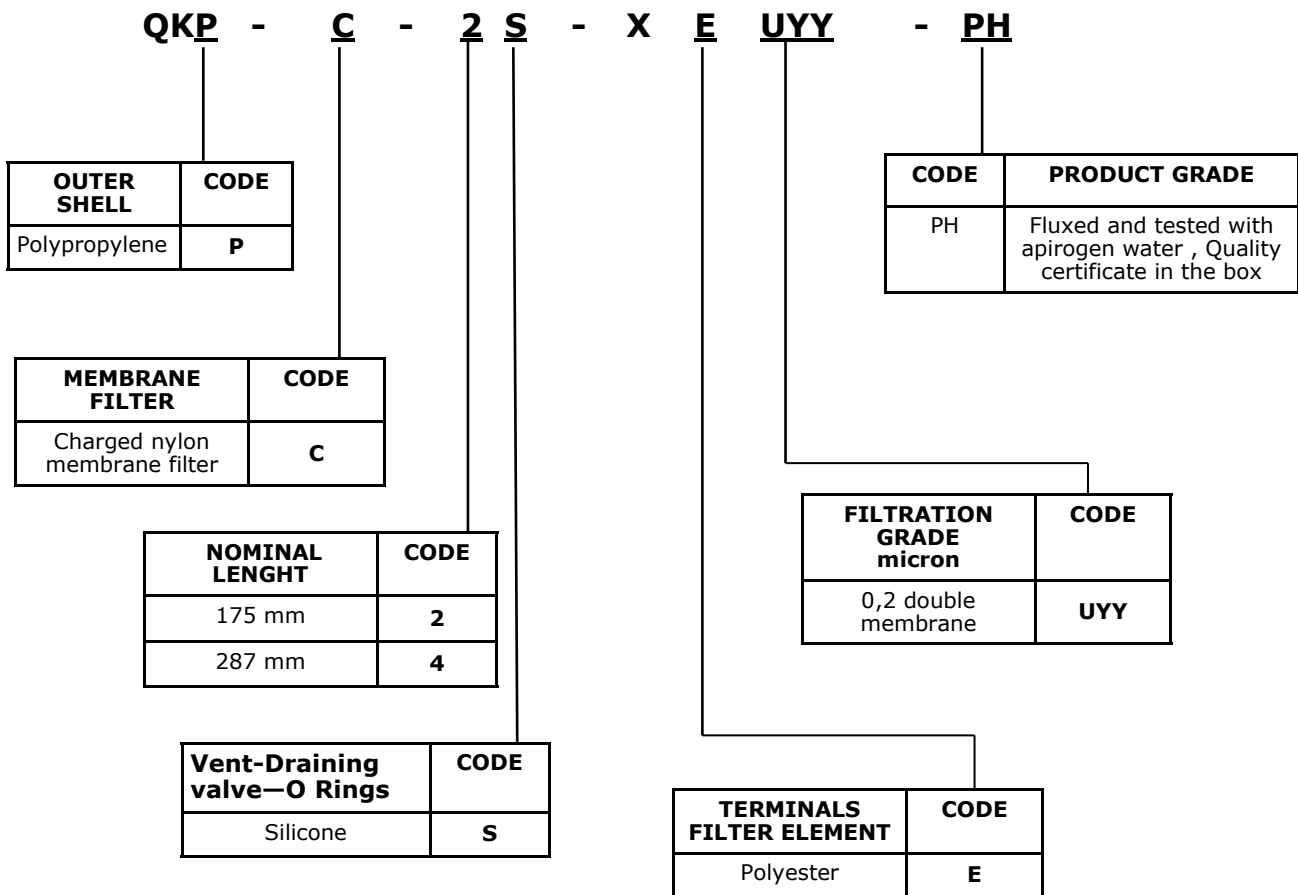 QKP - C - 2 S - X E UYY - PH
OUTER SHELL CODE
Polypropylene P
CODE PRODUCT GRADE
PH Fluxed and tested with
apirogen water , Quality
certificate in the box
MEMBRANE
FILTER CODE
Charged nylon
membrane filter C
FILTRATION
GRADE
micron CODE
0,2 double
membrane UYY
NOMINAL
LENGHT CODE
175 mm 2
287 mm 4
Vent-Draining
valve—O Rings CODE
Silicone S
TERMINALS
FILTER ELEMENT CODE
Polyester E